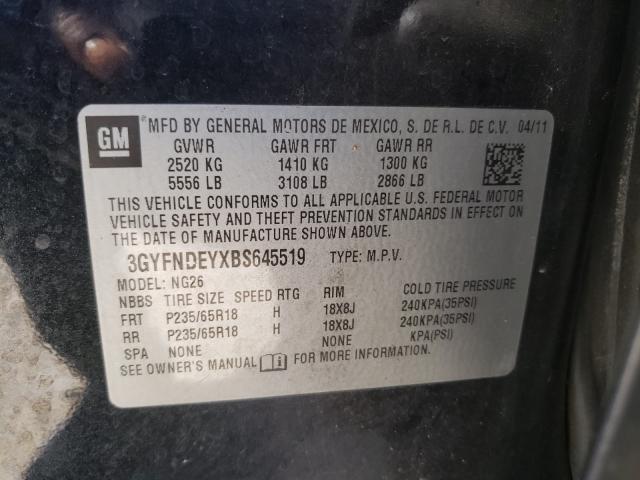 GM ® MFD BY GENERAL MOTORS DE MEXICO, S. DE R.L. DE C.V. 04/11
GVWR GAWR FRT GAWR RR
2520 KG 1410 KG 1300 KG
5556 LB 3108 LB 2866 LB
THIS VEHICLE CONFORMS TO ALL APPLICABLE U.S. FEDERAL MOTOR
VEHICLE SAFETY AND THEFT PREVENTION STANDARDS IN EFFECT ON
THE DATE OF MANUFACTURE SHOWN ABOVE.
3GYFNDEYXBS645519 TYPE: M.P.V.
MODEL: NG26
NBBS TIRE SIZE SPEED RTG RIM COLD TIRE PRESSURE
FRT P235/65R18 H 18X8J 240KPA(35PSI)
RR P235/65R18 H 18X8J 240KPA(35PSI)
SPA NONE NONE KPA(PSI)
SEE OWNER'S MANUAL FOR MORE INFORMATION.